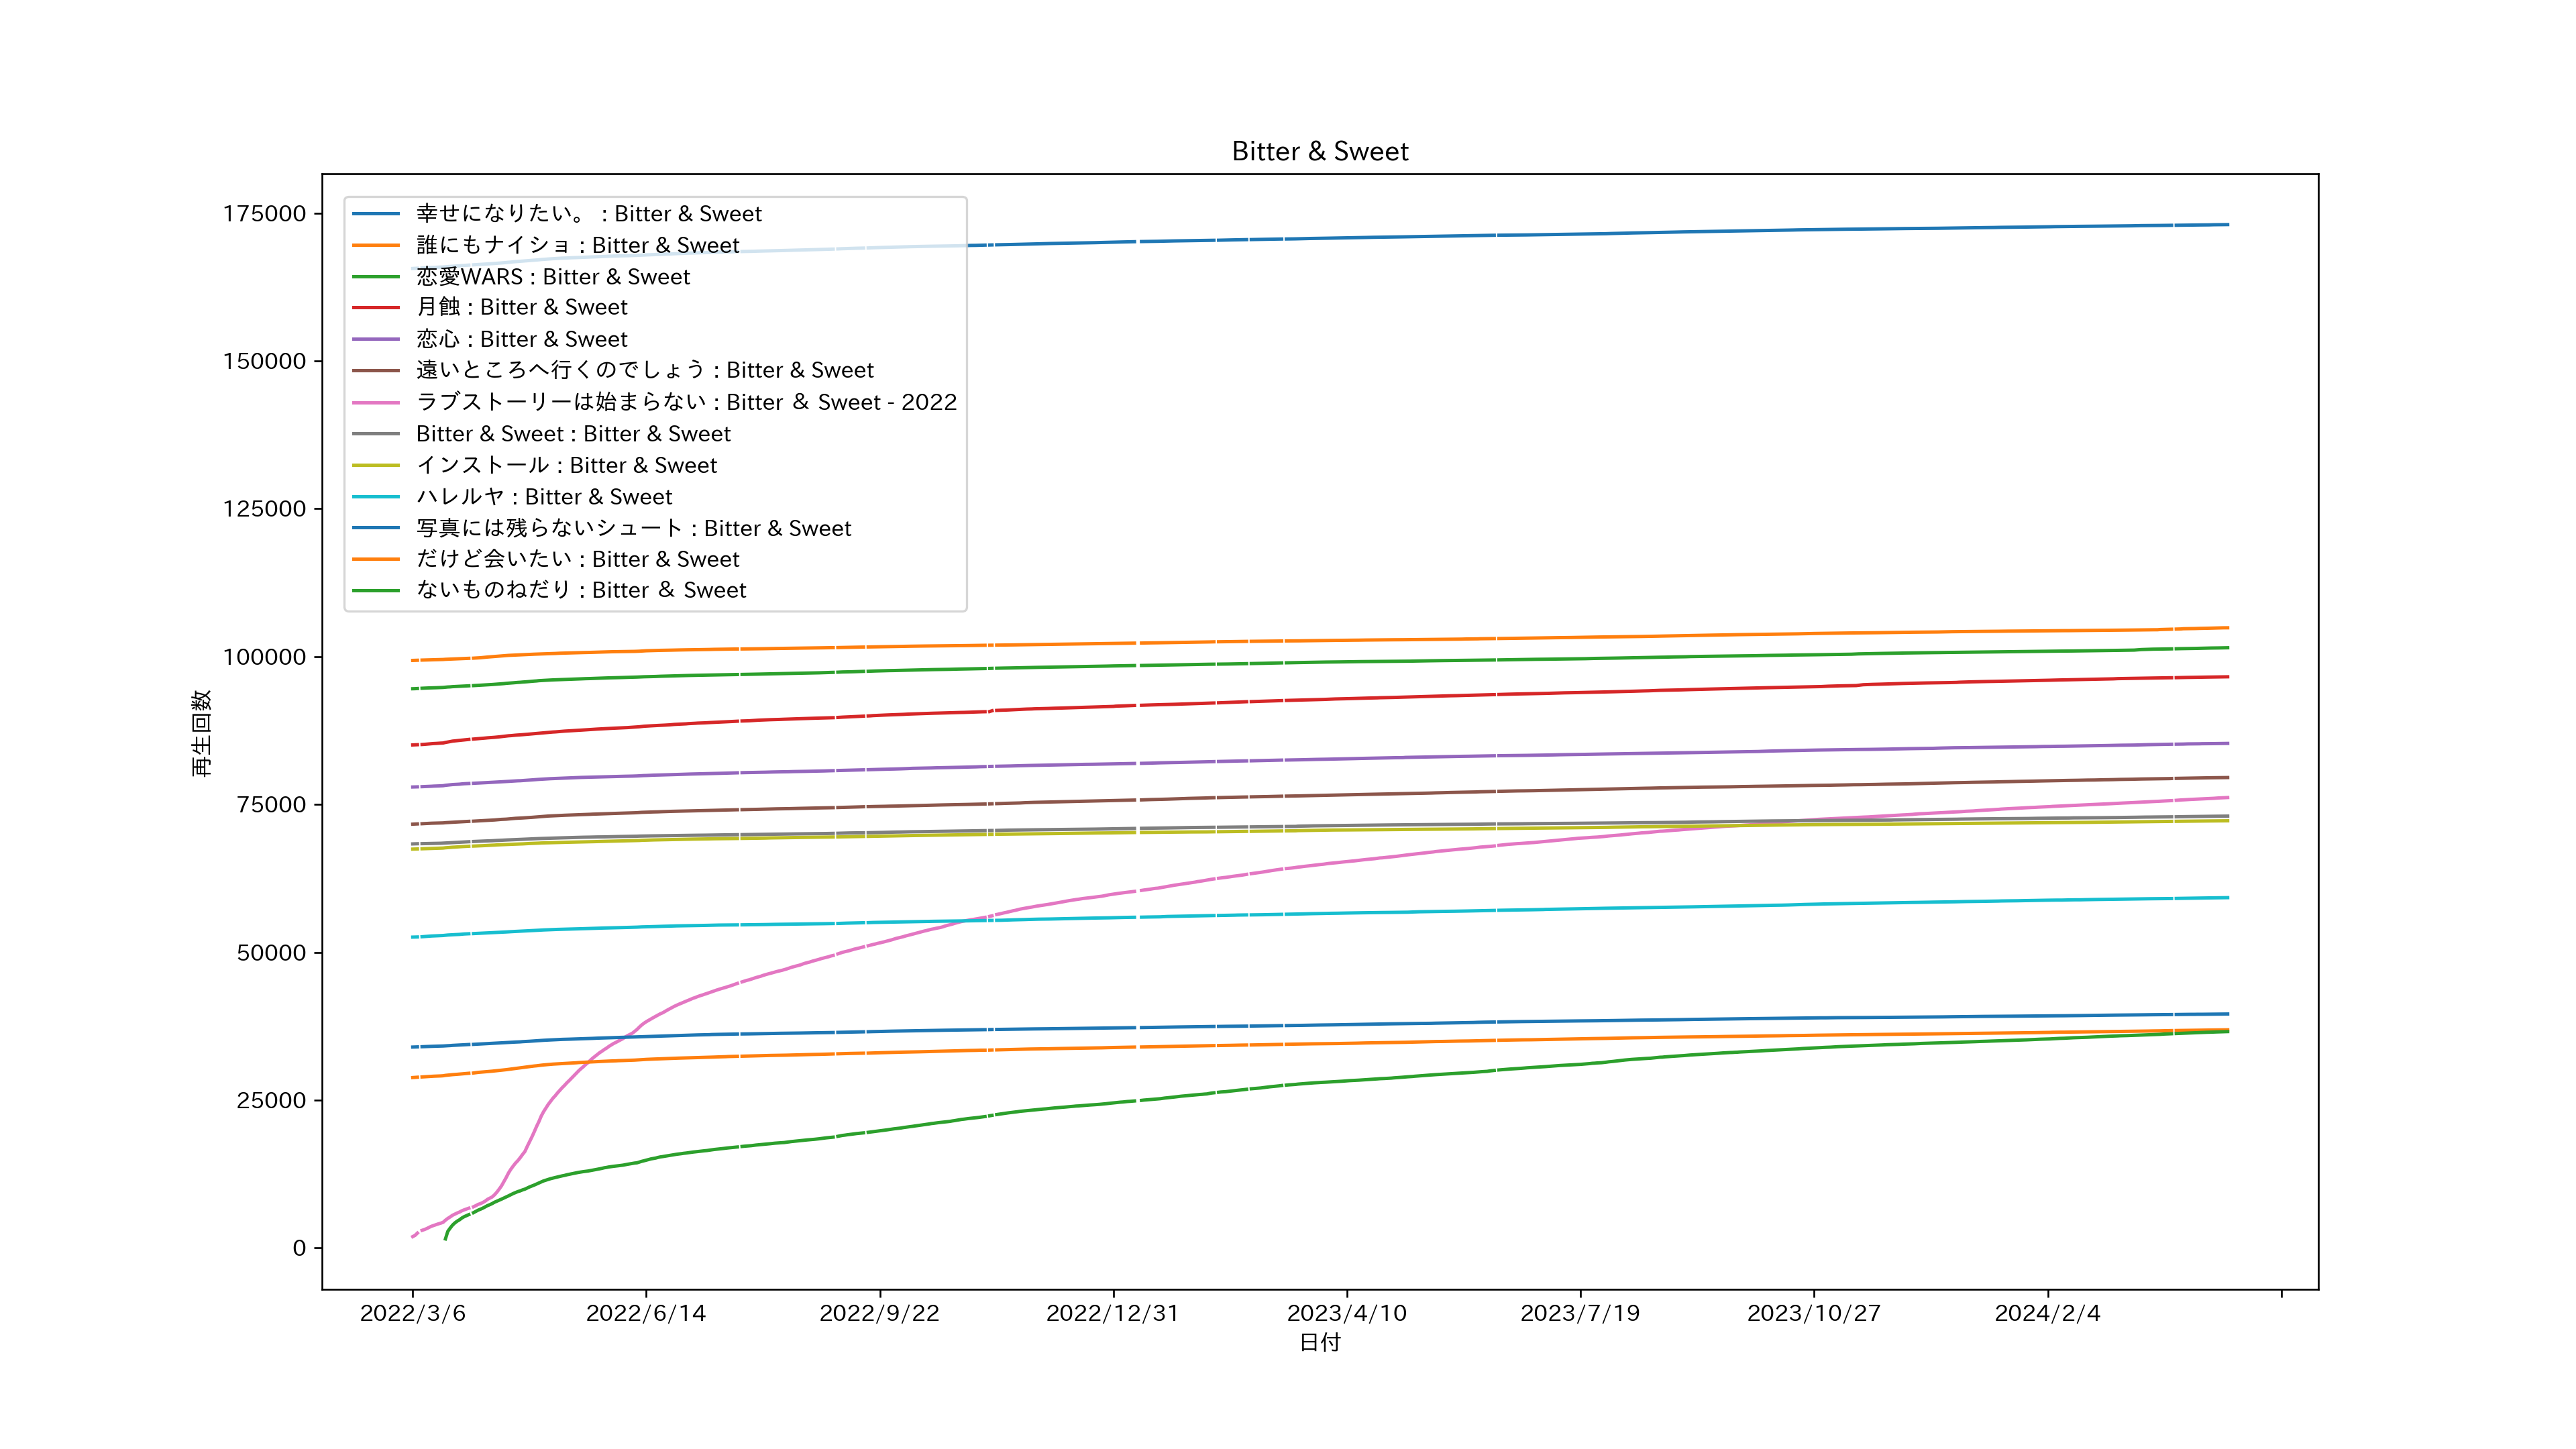 Bitter & Sweet
175000
150000
125000
100000
75000
50000
25000
0
再生回数
幸せになりたい。 : Bitter & Sweet
誰にもナイショ : Bitter & Sweet
恋愛WARS : Bitter & Sweet
月蝕 : Bitter & Sweet
恋心 : Bitter & Sweet
遠いところへ行くのでしょう : Bitter & Sweet
ラブストーリーは始まらない : Bitter ＆ Sweet - 2022
Bitter & Sweet : Bitter & Sweet
インストール : Bitter & Sweet
ハレルヤ : Bitter & Sweet
写真には残らないシュート : Bitter & Sweet
だけど会いたい : Bitter & Sweet
ないものねだり : Bitter ＆ Sweet
2022/3/6 2022/6/14 2022/9/22 2022/12/31 2023/4/10 2023/7/19 2023/10/27 2024/2/4
日付